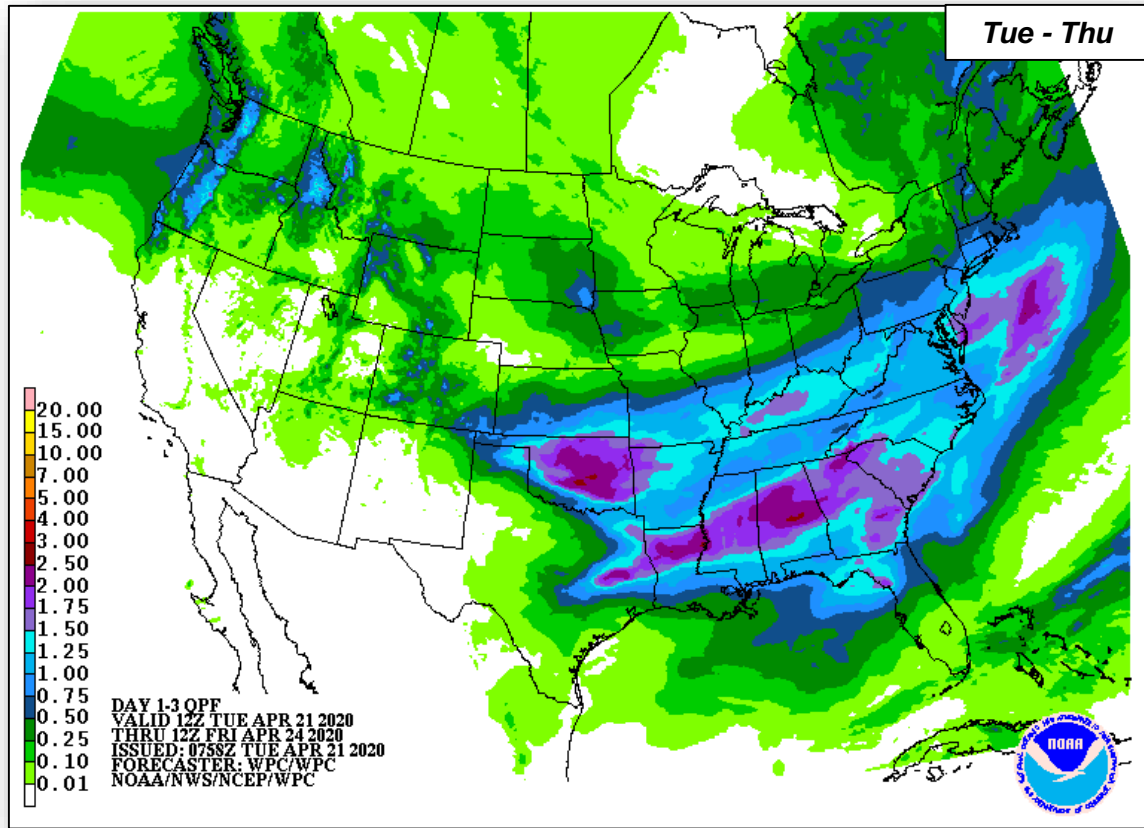 Tue - Thu
20.00
15.00
10.00
7.00
5.00
4.00
3.00
2.50
2.00
1.75
1.50
1.25
1.00
0.75
0.50
0.25
0.10
0.01
DAY 1-3 QPF
VALID 12Z TUE APR 21 2020
THRU 12Z FRI APR 24 2020
ISSUED: 0758Z TUE APR 21 2020
FORECASTER: WPC/WPC
NOAA/NWS/NCEP/WPC
NOAA